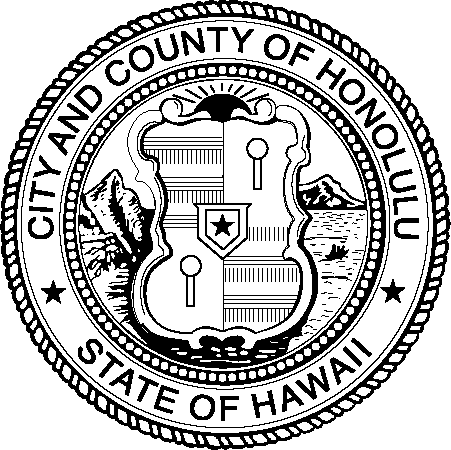 CITY AND COUNTY OF HONOLULU
STATE OF HAWAII